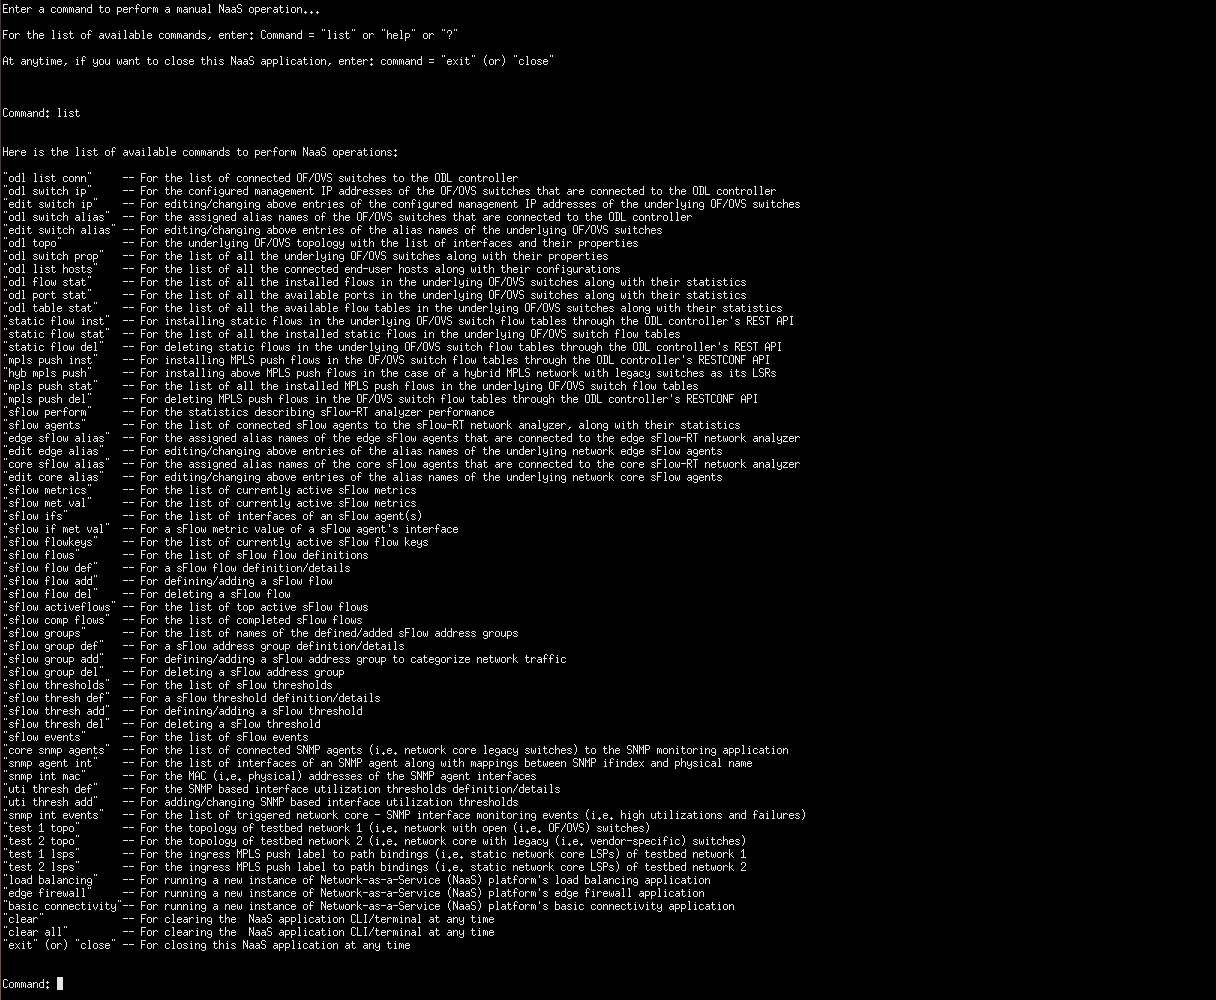 Enter a command to perform a manual NaaS operation...
For the list of available commands, enter: Command = "list" or "help" or "?"
At anytime, if you want to close this NaaS application, enter: command = "exit" (or) "close"
Command: list
Here is the list of available commands to perform NaaS operations:
"odl list conn"     -- For the list of connected OF/OVS switches to the ODL controller
"odl switch ip"     -- For the configured management IP addresses of the OF/OVS switches that are connected to the ODL controller
"edit switch ip"    -- For editing/changing above entries of the configured management IP addresses of the underlying OF/OVS switches
"odl switch alias"  -- For the assigned alias names of the OF/OVS switches that are connected to the ODL controller
"edit switch alias" -- For editing/changing above entries of the alias names of the underlying OF/OVS switches
"odl topo"          -- For the underlying OF/OVS topology with the list of interfaces and their properties
"odl switch prop"   -- For the list of all the underlying OF/OVS switches along with their properties
"odl list hosts"    -- For the list of all the connected end-user hosts along with their configurations
"odl flow stat"     -- For the list of all the installed flows in the underlying OF/OVS switches along with their statistics
"odl port stat"     -- For the list of all the available ports in the underlying OF/OVS switches along with their statistics
"odl table stat"    -- For the list of all the available flow tables in the underlying OF/OVS switches along with their statistics
"static flow inst"  -- For installing static flows in the underlying OF/OVS switch flow tables through the ODL controller's REST API
"static flow stat"  -- For the list of all the installed static flows in the underlying OF/OVS switch flow tables
"static flow del"   -- For deleting static flows in the underlying OF/OVS switch flow tables through the ODL controller's REST API
"mpls push inst"    -- For installing MPLS push flows in the OF/OVS switch flow tables through the ODL controller's RESTCONF API
"hyb mpls push"     -- For installing above MPLS push flows in the case of a hybrid MPLS network with legacy switches as its LSRs
"mpls push stat"    -- For the list of all the installed MPLS push flows in the underlying OF/OVS switch flow tables
"mpls push del"     -- For deleting MPLS push flows in the OF/OVS switch flow tables through the ODL controller's RESTCONF API
"sflow perform"     -- For the statistics describing sFlow-RT analyzer performance
"sflow agents"      -- For the list of connected sFlow agents to the sFlow-RT network analyzer, along with their statistics
"edge sflow alias"  -- For the assigned alias names of the edge sFlow agents that are connected to the edge sFlow-RT network analyzer
"edit edge alias"   -- For editing/changing above entries of the alias names of the underlying network edge sFlow agents
"core sflow alias"  -- For the assigned alias names of the core sFlow agents that are connected to the core sFlow-RT network analyzer
"edit core alias"   -- For editing/changing above entries of the alias names of the underlying network core sFlow agents
"sflow metrics"     -- For the list of currently active sFlow metrics
"sflow met val"     -- For the list of currently active sFlow metrics
"sflow ifs"         -- For the list of interfaces of an sFlow agent(s)
"sflow if met val"  -- For a sFlow metric value of a sFlow agent's interface
"sflow flowkeys"    -- For the list of currently active sFlow flow keys
"sflow flows"       -- For the list of sFlow flow definitions
"sflow flow def"    -- For a sFlow flow definition/details
"sflow flow add"    -- For defining/adding a sFlow flow
"sflow flow del"    -- For deleting a sFlow flow
"sflow activeflows" -- For the list of top active sFlow flows
"sflow comp flows"  -- For the list of completed sFlow flows
"sflow groups"      -- For the list of names of the defined/added sFlow address groups
"sflow group def"   -- For a sFlow address group definition/details
"sflow group add"   -- For defining/adding a sFlow address group to categorize network traffic
"sflow group del"   -- For deleting a sFlow address group
"sflow thresholds"  -- For the list of sFlow thresholds
"sflow thresh def"  -- For a sFlow threshold definition/details
"sflow thresh add"  -- For defining/adding a sFlow threshold
"sflow thresh del"  -- For deleting a sFlow threshold
"sflow events"      -- For the list of sFlow events
"core snmp agents"  -- For the list of connected SNMP agents (i.e. network core legacy switches) to the SNMP monitoring application
"snmp agent int"    -- For the list of interfaces of an SNMP agent along with mappings between SNMP ifindex and physical name
"snmp int mac"      -- For the MAC (i.e. physical) addresses of the SNMP agent interfaces
"uti thresh def"    -- For the SNMP based interface utilization thresholds definition/details
"uti thresh add"    -- For adding/changing SNMP based interface utilization thresholds
"snmp int events"   -- For the list of triggered network core - SNMP interface monitoring events (i.e. high utilizations and failures)
"test 1 topo"       -- For the topology of testbed network 1 (i.e. network with open (i.e. OF/OVS) switches)
"test 2 topo"       -- For the topology of testbed network 2 (i.e. network core with legacy (i.e. vendor-specific) switches)
"test 1 lsps"       -- For the ingress MPLS push label to path bindings (i.e. static network core LSPs) of testbed network 1
"test 2 lsps"       -- For the ingress MPLS push label to path bindings (i.e. static network core LSPs) of testbed network 2
"load balancing"    -- For running a new instance of Network-as-a-Service (NaaS) platform's load balancing application
"edge firewall"     -- For running a new instance of Network-as-a-Service (NaaS) platform's edge firewall application
"basic connectivity"-- For running a new instance of Network-as-a-Service (NaaS) platform's basic connectivity application
"clear"             -- For clearing the  NaaS application CLI/terminal at any time
"clear all"         -- For clearing the  NaaS application CLI/terminal at any time
"exit" (or) "close" -- For closing this NaaS application at any time
Command: